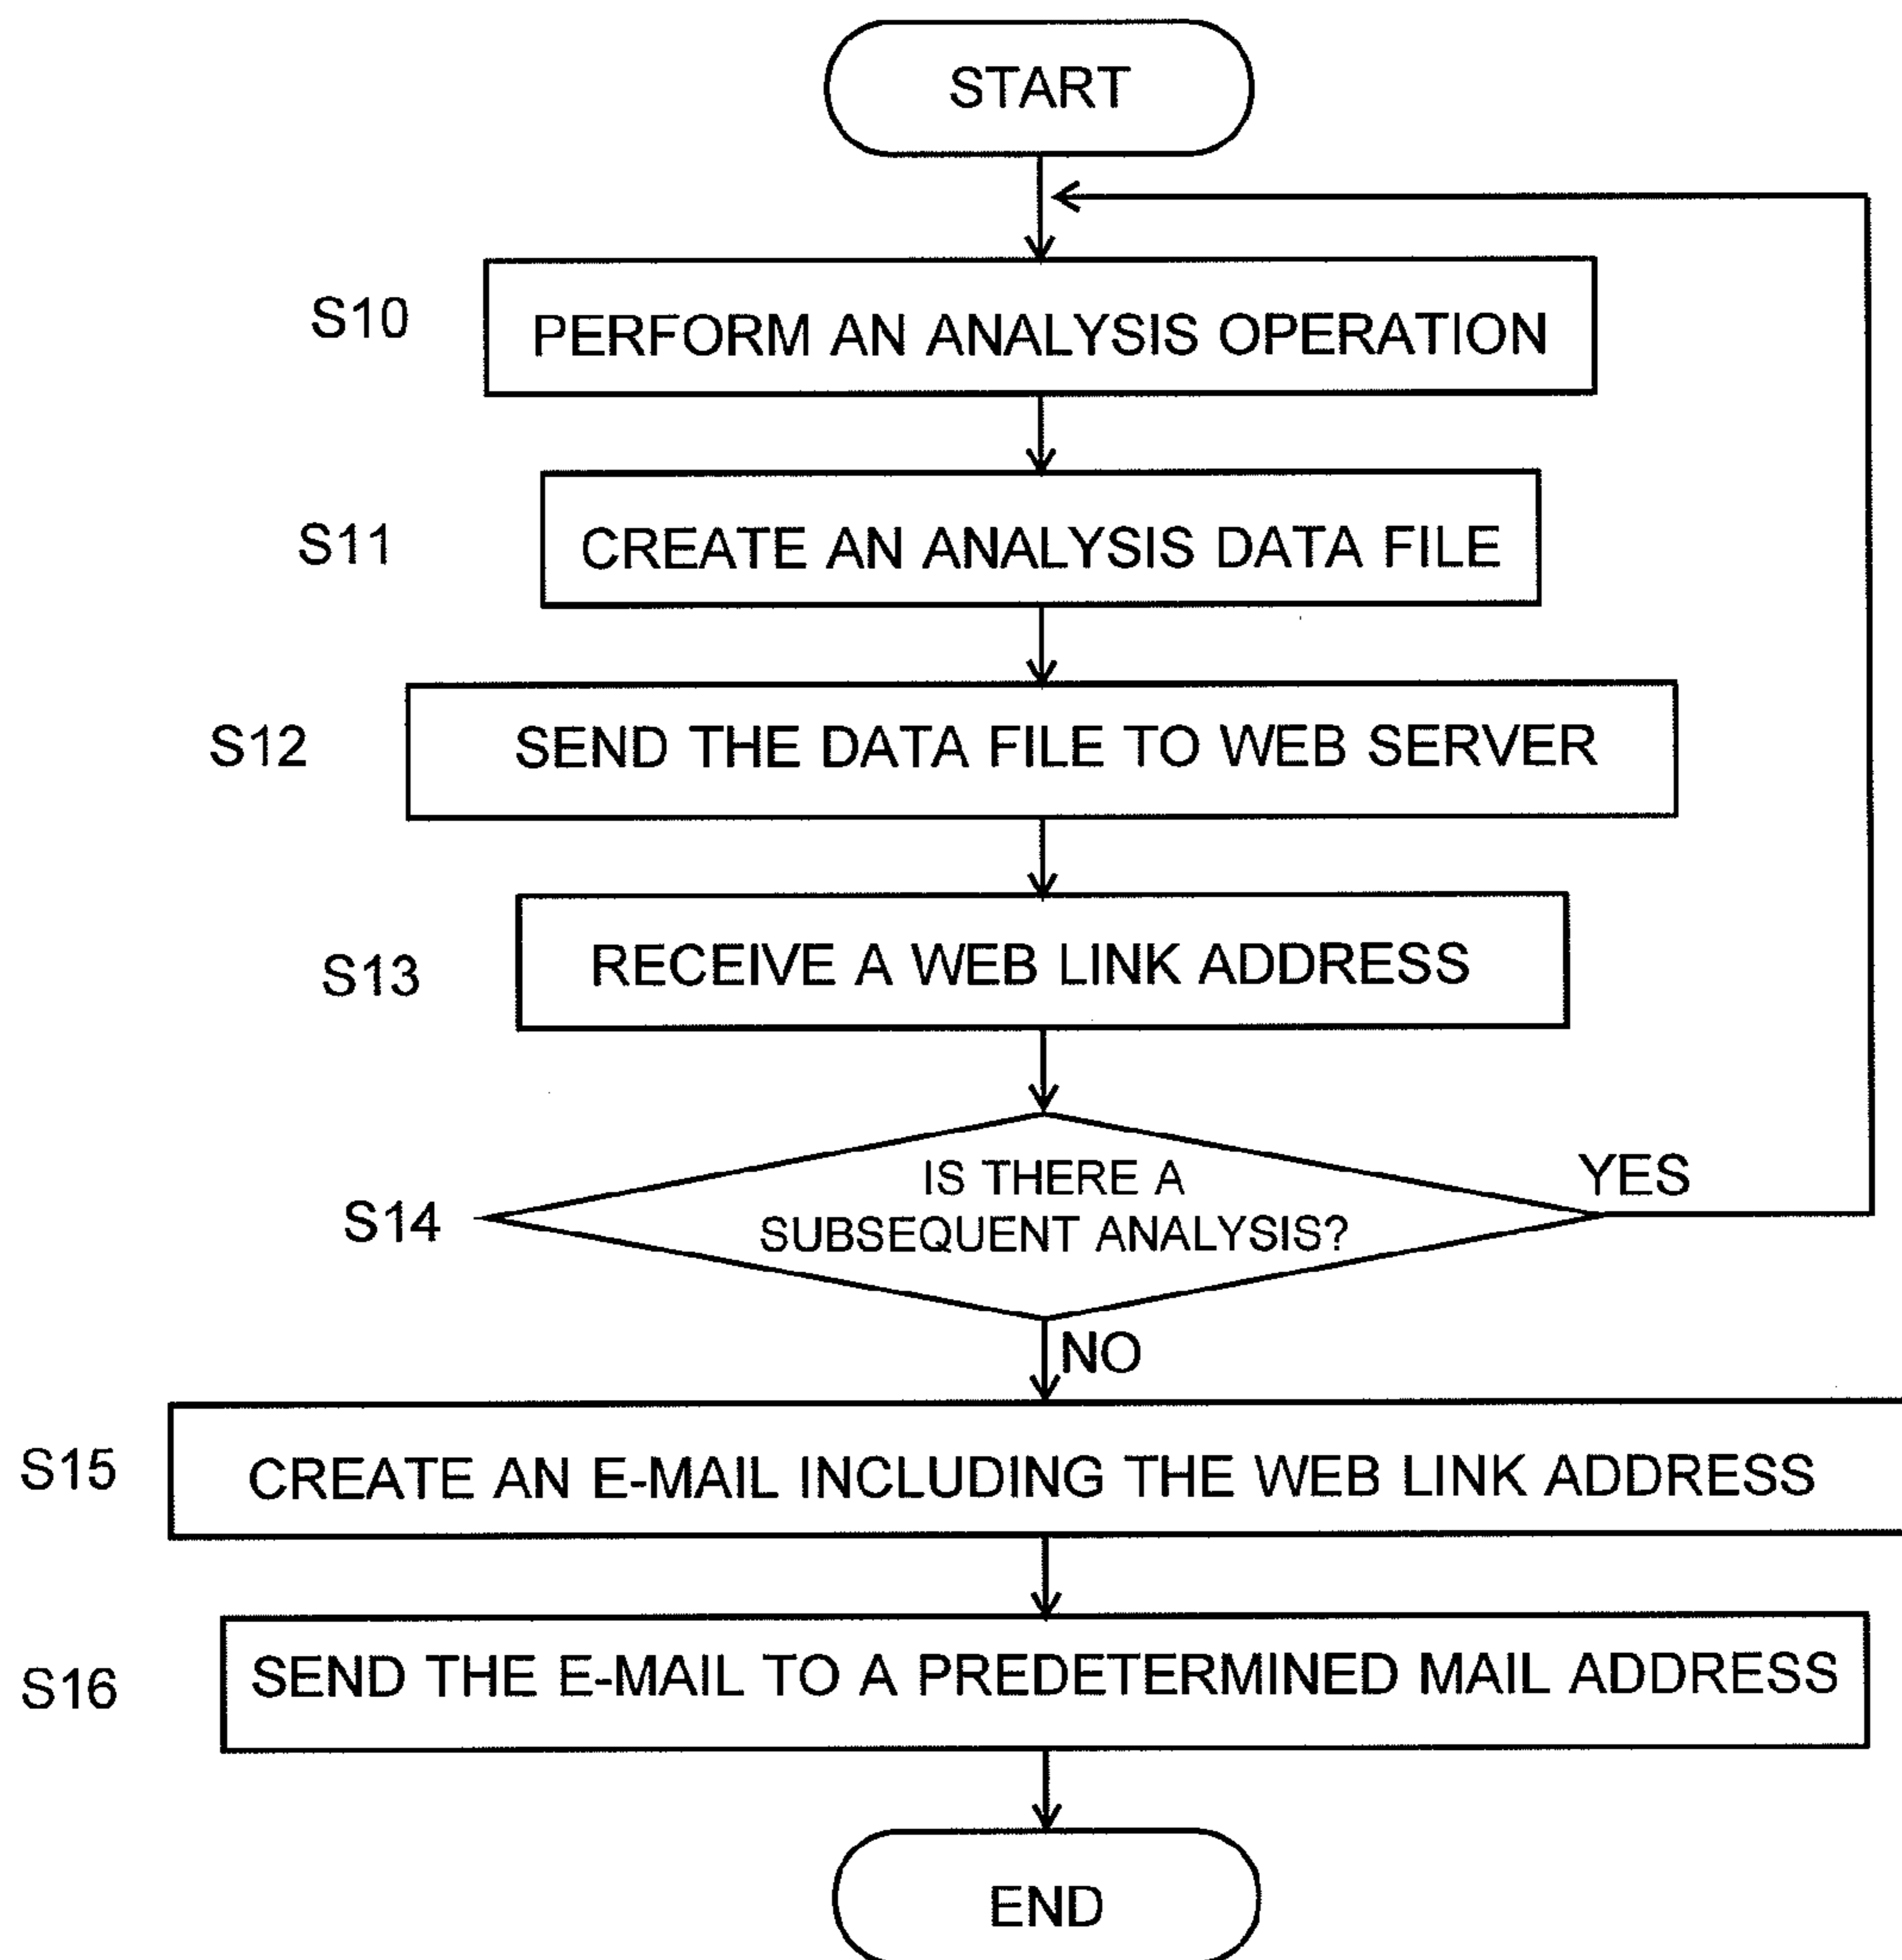 START
S10
PERFORM AN ANALYSIS OPERATION
S11
CREATE AN ANALYSIS DATA FILE
S12
SEND THE DATA FILE TO WEB SERVER
S13
RECEIVE A WEB LINK ADDRESS
S14
IS THERE A
SUBSEQUENT ANALYSIS?
YES
NO
S15
CREATE AN E-MAIL INCLUDING THE WEB LINK ADDRESS
S16
SEND THE E-MAIL TO A PREDETERMINED MAIL ADDRESS
END